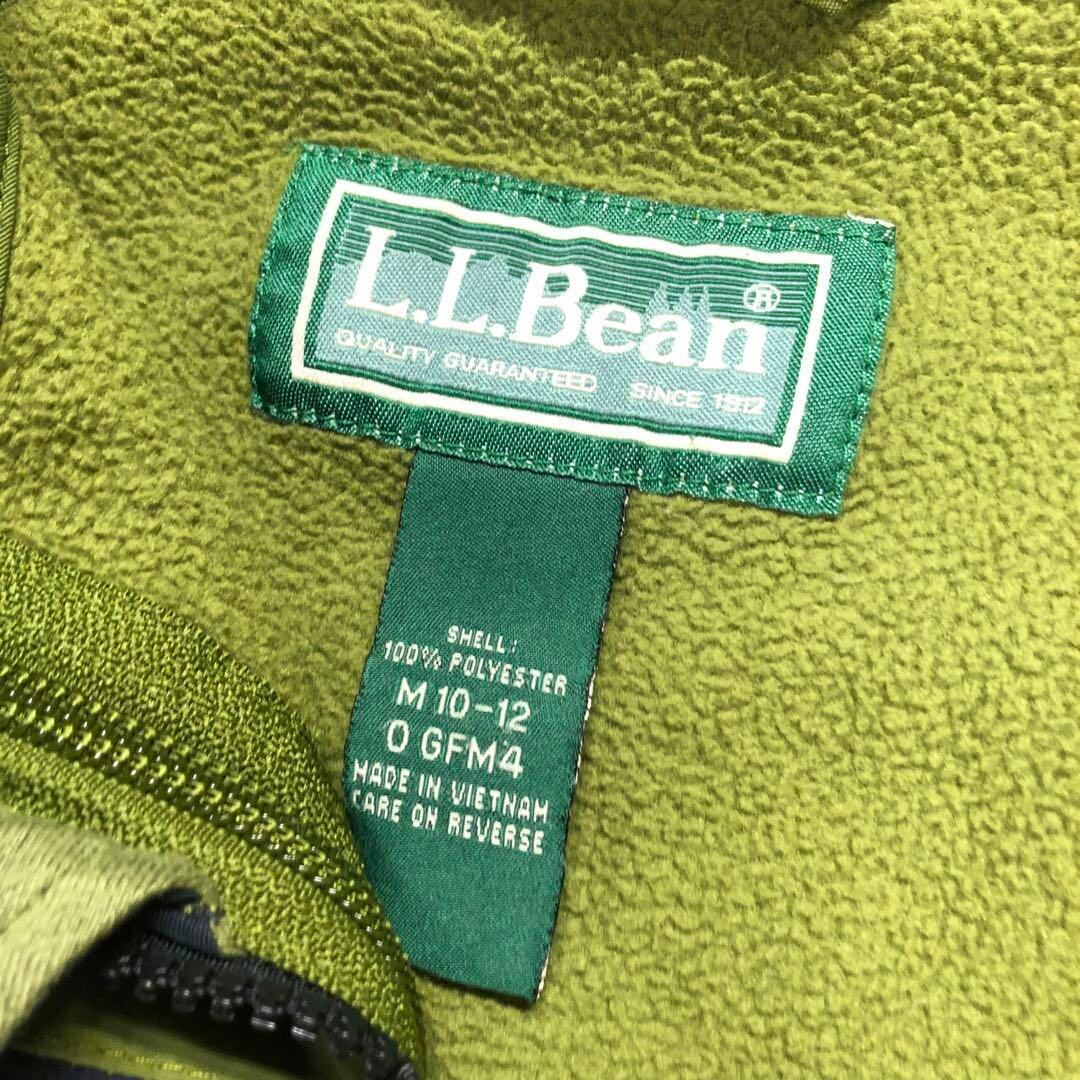 L.L.Bean ®
QUALITY GUARANTEED SINCE 1912
SHELL:
100% POLYESTER
M 10-12
0 GFM4
MADE IN VIETNAM
CARE ON REVERSE